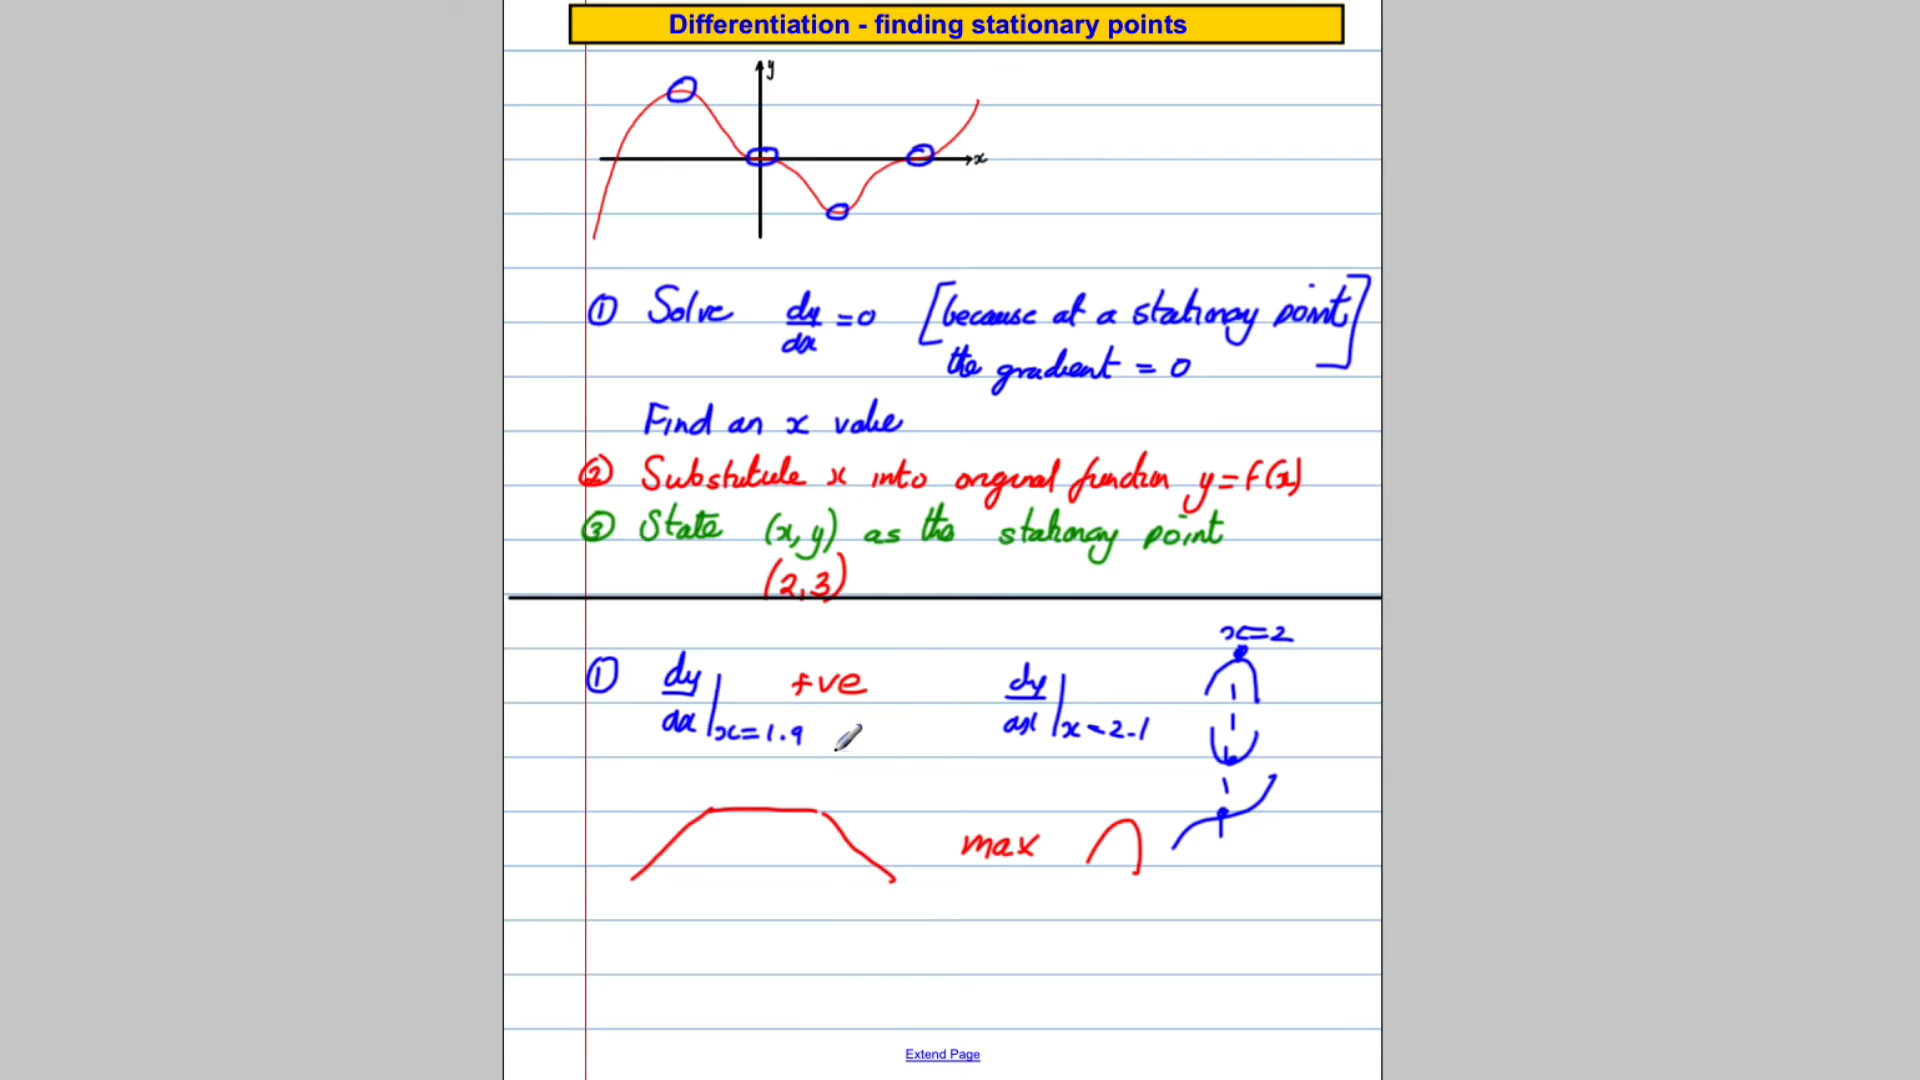 Differentiation - finding stationary points
y
x
① Solve dy/dx = 0 [because at a stationary point
the gradient = 0]
Find an x value
② Substitute x into original function y = f(x)
③ State (x, y) as the stationary point
(2, 3)
x=2
① dy/dx | x=1.9 +ve dy/dx | x=2.1
max
Extend Page